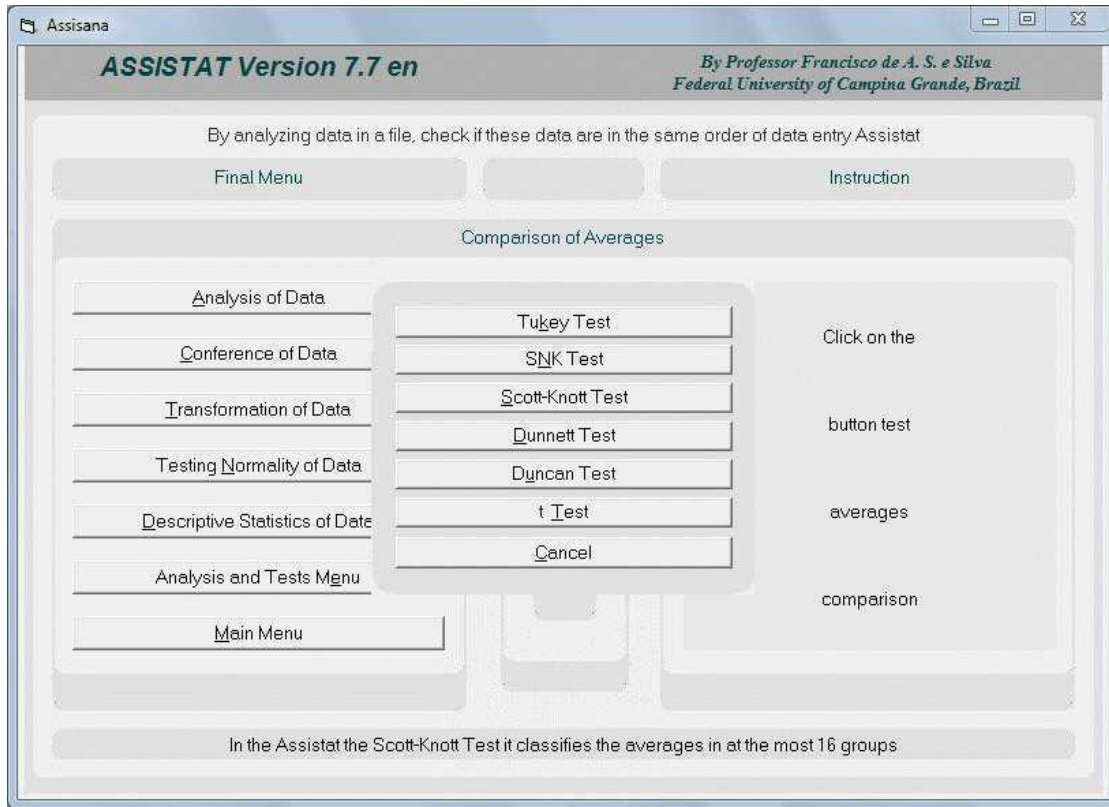 Assisana
ASSISTAT Version 7.7 en
By Professor Francisco de A. S. e Silva
Federal University of Campina Grande, Brazil
By analyzing data in a file, check if these data are in the same order of data entry Assistat
Final Menu
Instruction
Comparison of Averages
Analysis of Data
Conference of Data
Transformation of Data
Testing Normality of Data
Descriptive Statistics of Data
Analysis and Tests Menu
Main Menu
Tukey Test
SNK Test
Scott-Knott Test
Dunnett Test
Duncan Test
t Test
Cancel
Click on the
button test
averages
comparison
In the Assistat the Scott-Knott Test it classifies the averages in at the most 16 groups